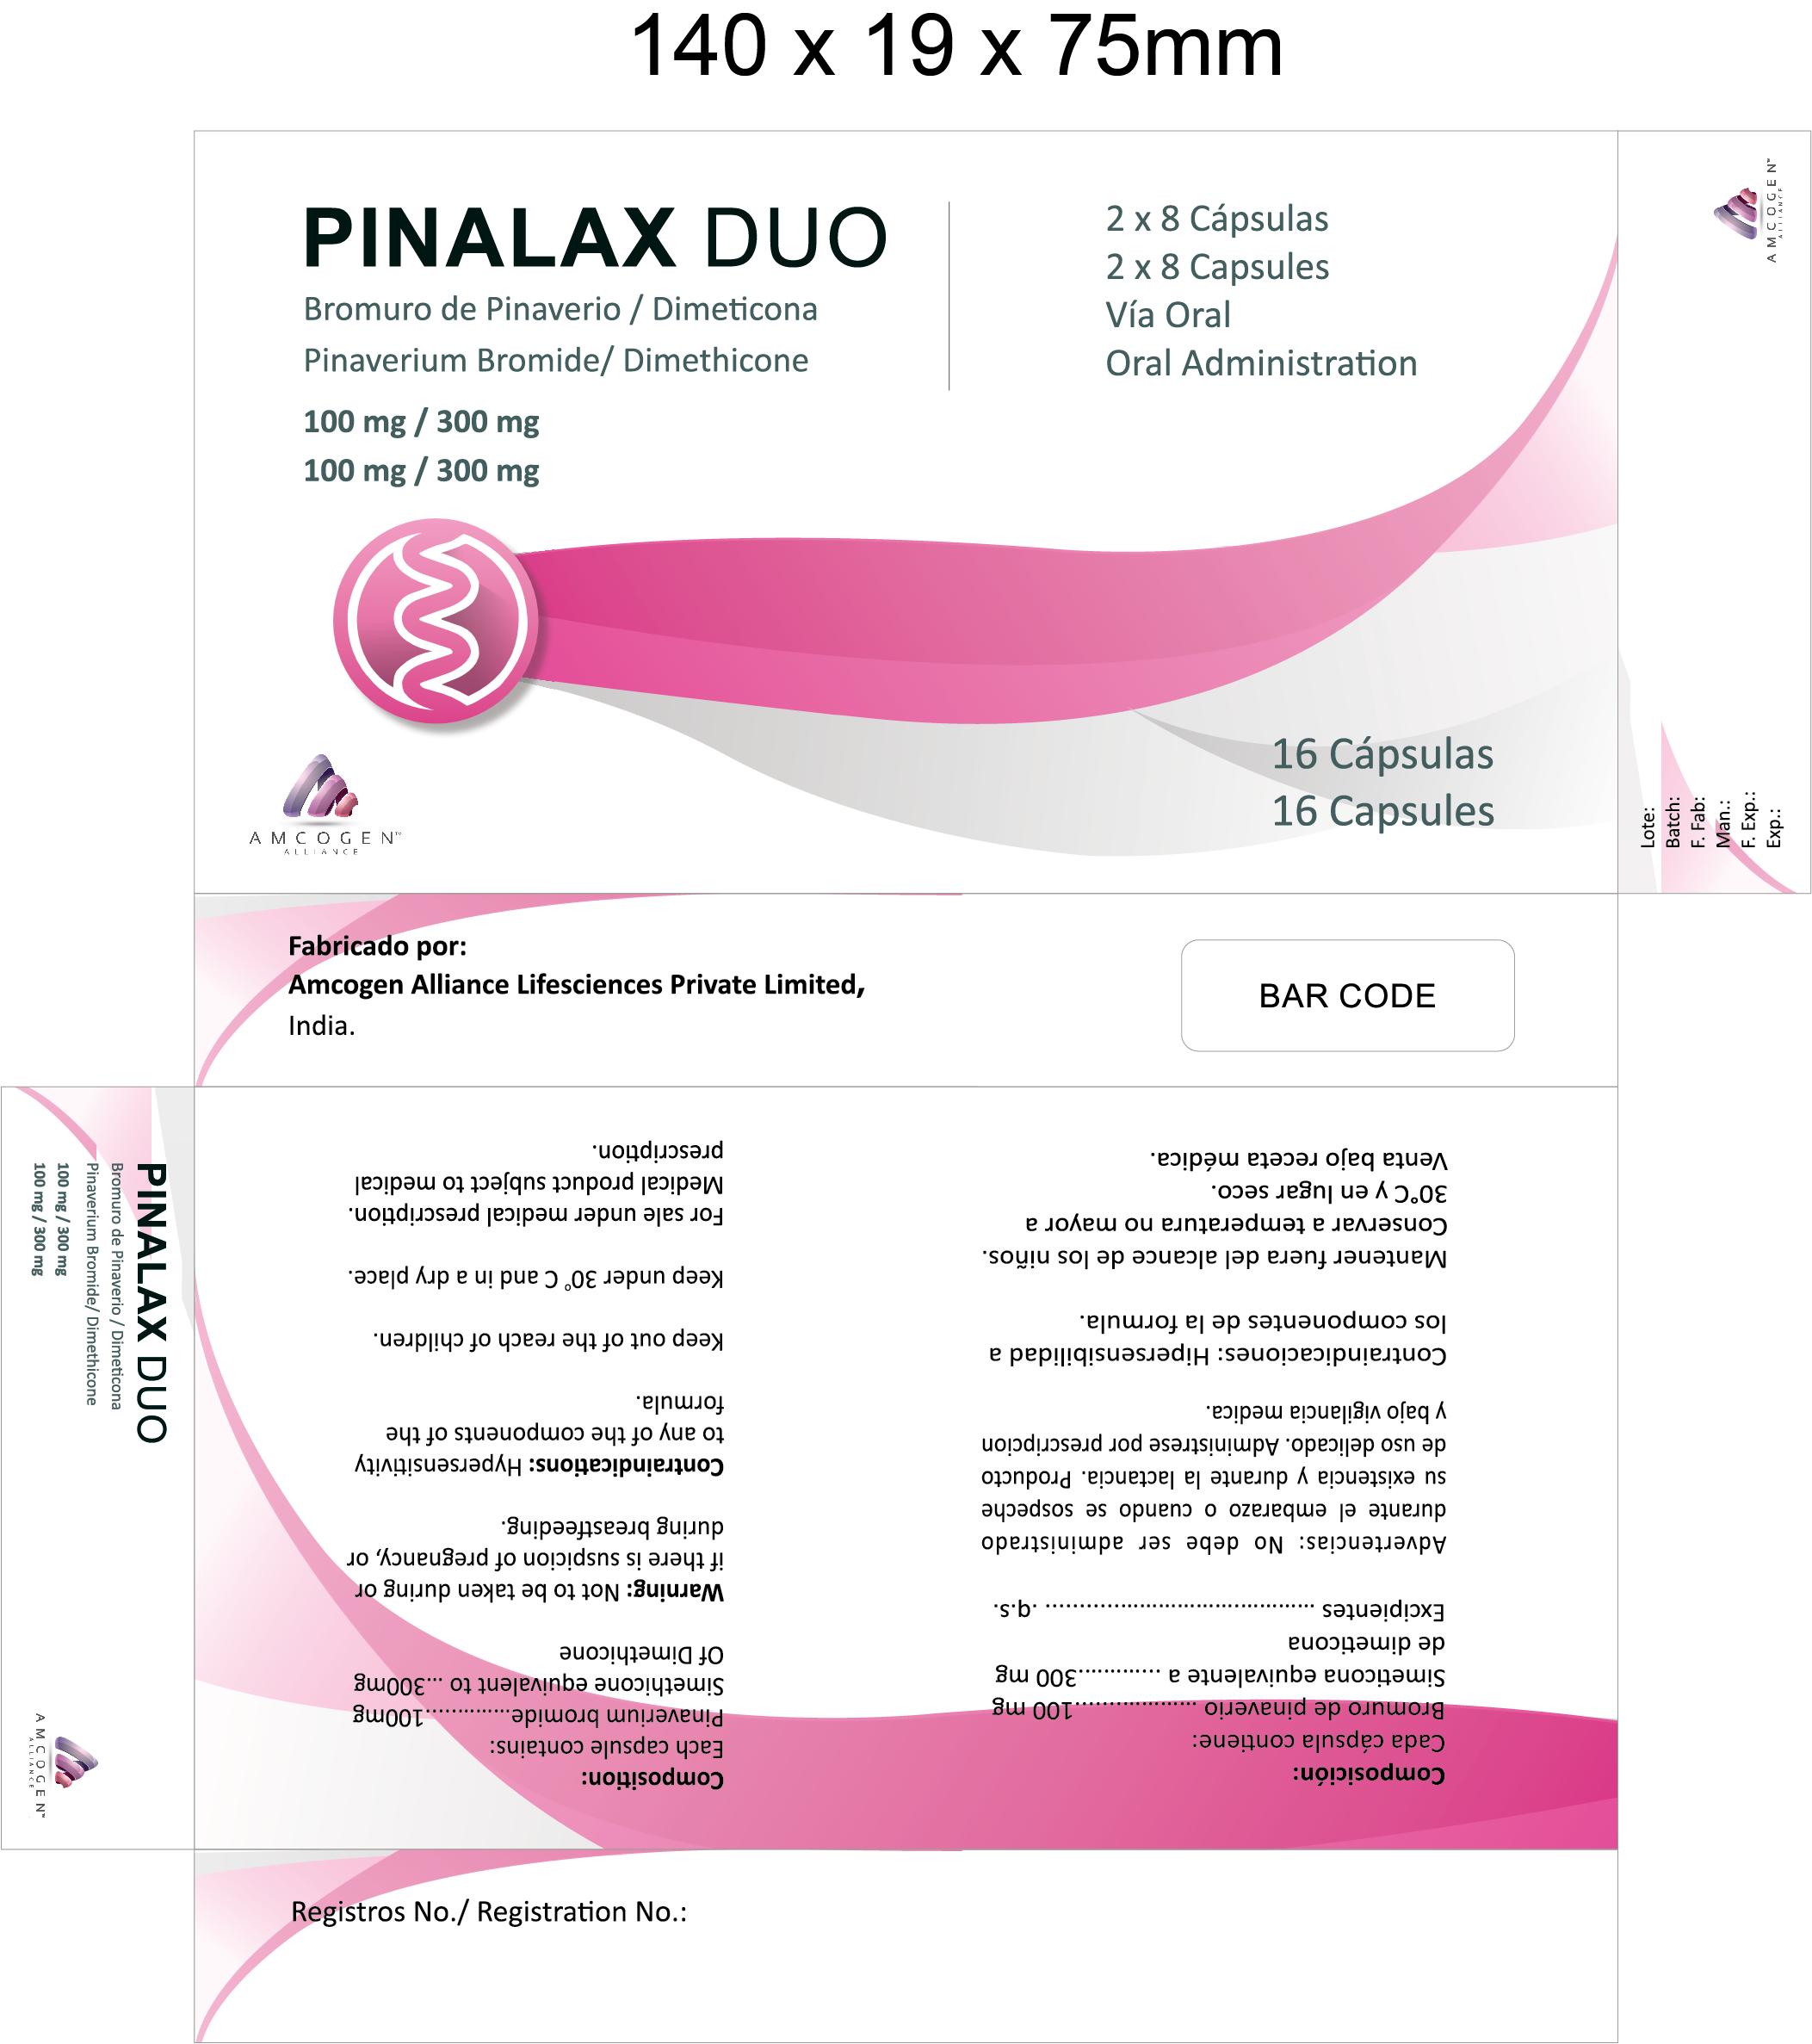 140 x 19 x 75mm
PINALAX DUO
Bromuro de Pinaverio / Dimeticona
Pinaverium Bromide/ Dimethicone
100 mg / 300 mg
100 mg / 300 mg
2 x 8 Cápsulas
2 x 8 Capsules
Vía Oral
Oral Administration
16 Cápsulas
16 Capsules
AMCOGEN™
ALLIANCE
AMCOGEN™
ALLIANCE
Lote:
Batch:
F. Fab:
Man.:
F. Exp.:
Exp.:
Fabricado por:
Amcogen Alliance Lifesciences Private Limited,
India.
BAR CODE
PINALAX DUO
Bromuro de Pinaverio / Dimeticona
Pinaverium Bromide/ Dimethicone
100 mg / 300 mg
100 mg / 300 mg
AMCOGEN™
ALLIANCE
Composición:
Cada cápsula contiene:
Bromuro de pinaverio ..................100 mg
Simeticona equivalente a .............300 mg
de dimeticona
Excipientes .......................................... .q.s.
Advertencias: No debe ser administrado
durante el embarazo o cuando se sospeche
su existencia y durante la lactancia. Producto
de uso delicado. Administrese por prescripcion
y bajo vigilancia medica.
Contraindicaciones: Hipersensibilidad a
los componentes de la formula.
Mantener fuera del alcance de los niños.
Conservar a temperatura no mayor a
30°C y en lugar seco.
Venta bajo receta médica.
Composition:
Each capsule contains:
Pinaverium bromide.............100mg
Simethicone equivalent to ...300mg
Of Dimethicone
Warning: Not to be taken during or
if there is suspicion of pregnancy, or
during breastfeeding.
Contraindications: Hypersensitivity
to any of the components of the
formula.
Keep out of the reach of children.
Keep under 30° C and in a dry place.
For sale under medical prescription.
Medical product subject to medical
prescription.
Registros No./ Registration No.: